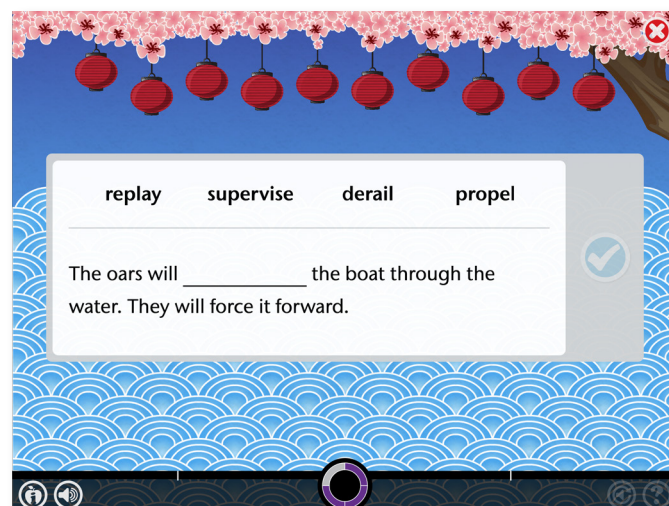 replay supervise derail propel
The oars will ____________ the boat through the
water. They will force it forward.